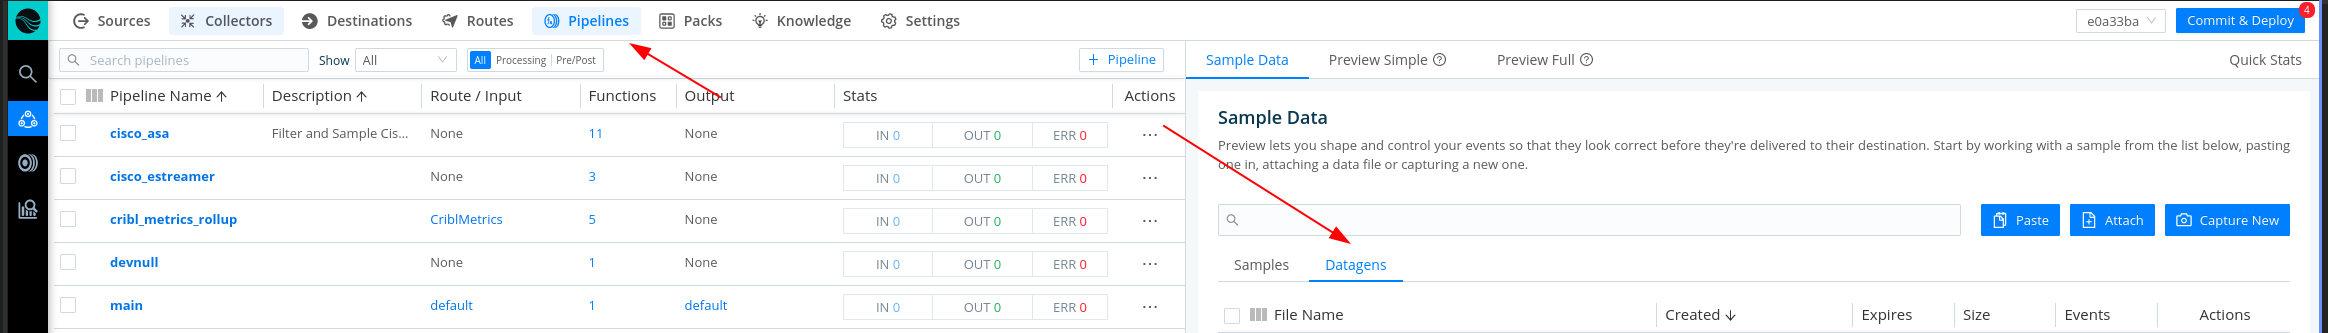 Sources Collectors Destinations Routes Pipelines Packs Knowledge Settings e0a33ba Commit & Deploy 4
Search pipelines Show All All Processing Pre/Post + Pipeline
Pipeline Name Description Route / Input Functions Output Stats Actions
cisco_asa Filter and Sample Cis... None 11 None IN 0 OUT 0 ERR 0 ...
cisco_estreamer None 3 None IN 0 OUT 0 ERR 0 ...
cribl_metrics_rollup CriblMetrics 5 None IN 0 OUT 0 ERR 0 ...
devnull None 1 None IN 0 OUT 0 ERR 0 ...
main default 1 default IN 0 OUT 0 ERR 0 ...
Sample Data Preview Simple Preview Full Quick Stats
Sample Data
Preview lets you shape and control your events so that they look correct before they're delivered to their destination. Start by working with a sample from the list below, pasting
one in, attaching a data file or capturing a new one.
Paste Attach Capture New
Samples Datagens
File Name Created Expires Size Events Actions